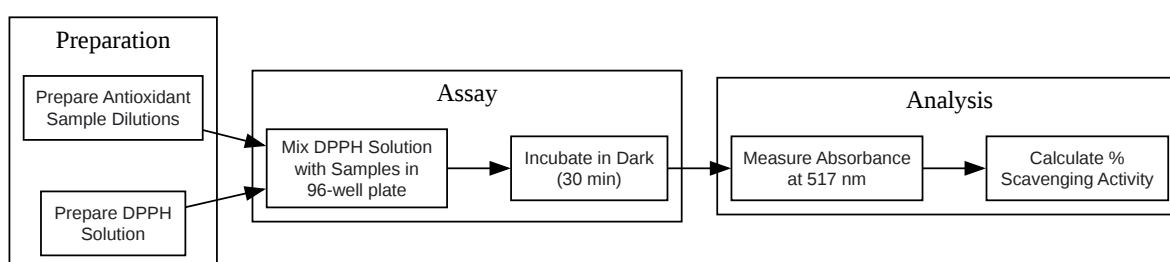 Preparation
Prepare Antioxidant
Sample Dilutions
Prepare DPPH
Solution
Assay
Mix DPPH Solution
with Samples in
96-well plate
Incubate in Dark
(30 min)
Analysis
Measure Absorbance
at 517 nm
Calculate %
Scavenging Activity